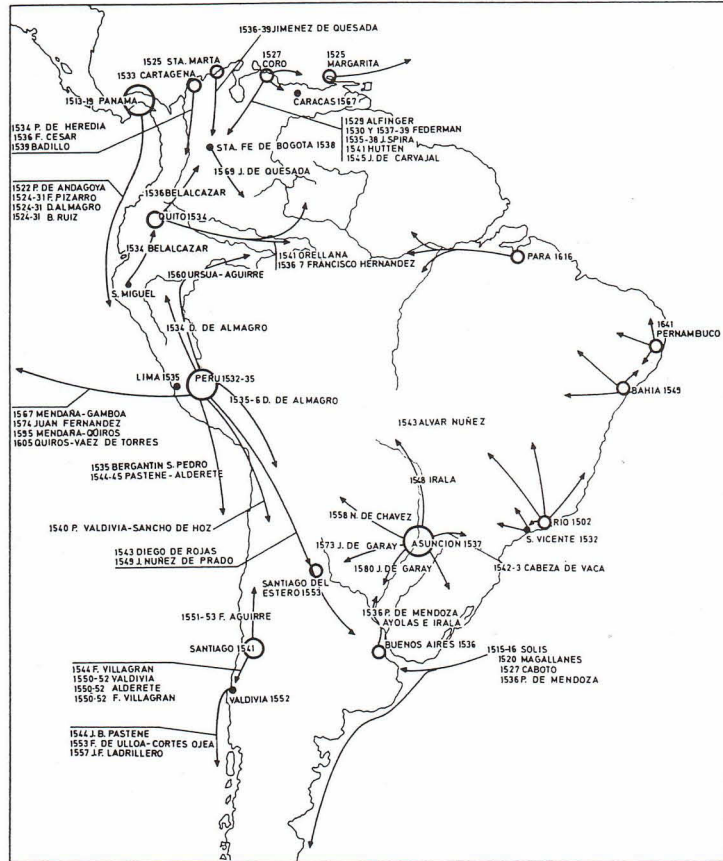 1536-39 JIMENEZ DE QUESADA
1525 STA. MARTA
1533 CARTAGENA
1513-19 PANAMA
1527
CORO
1525
MARGARITA
CARACAS 1567
1534 P. DE HEREDIA
1536 F. CESAR
1539 BADILLO
1529 ALFINGER
1530 Y 1537-39 FEDERMAN
1535-38 J. SPIRA
1541 HUTTEN
1545 J. DE CARVAJAL
STA. FE DE BOGOTA 1538
1569 J. DE QUESADA
1522 P. DE ANDAGOYA
1524-31 F. PIZARRO
1524-31 D. ALMAGRO
1524-31 B. RUIZ
1536 BELALCAZAR
QUITO 1534
1534 BELALCAZAR
1541 ORELLANA
1536 7 FRANCISCO HERNANDEZ
1560 URSUA-AGUIRRE
PARA 1616
S. MIGUEL
1534 D. DE ALMAGRO
1641
PERNAMBUCO
LIMA 1535
PERU 1532-35
1535-6 D. DE ALMAGRO
BAHIA 1549
1567 MENDAÑA-GAMBOA
1574 JUAN FERNANDEZ
1595 MENDAÑA-QUIROS
1605 QUIROS-VAEZ DE TORRES
1543 ALVAR NUÑEZ
1535 BERGANTIN S. PEDRO
1544-45 PASTENE-ALDERETE
1548 IRALA
1558 N. DE CHAVEZ
RIO 1502
S. VICENTE 1532
1540 P. VALDIVIA-SANCHO DE HOZ
1573 J. DE GARAY
ASUNCION 1537
1543 DIEGO DE ROJAS
1549 J. NUÑEZ DE PRADO
1580 J. DE GARAY
1542-3 CABEZA DE VACA
SANTIAGO DEL
ESTERO 1553
1551-53 F. AGUIRRE
1536 P. DE MENDOZA
AYOLAS E IRALA
SANTIAGO 1541
BUENOS AIRES 1536
1515-16 SOLIS
1520 MAGALLANES
1527 CABOTO
1536 P. DE MENDOZA
1544 F. VILLAGRAN
1550-52 VALDIVIA
1550-52 ALDERETE
1550-52 F. VILLAGRAN
VALDIVIA 1552
1544 J. B. PASTENE
1553 F. DE ULLOA-CORTES OJEA
1557 J. F. LADRILLERO